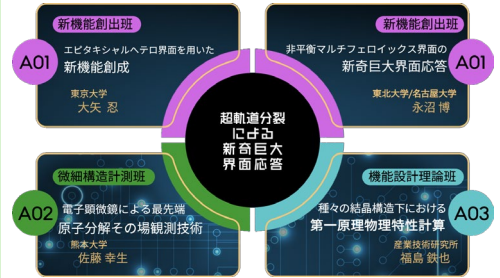 新機能創出班
A01
エピタキシャルヘテロ界面を用いた
新機能創成
東京大学
大矢 忍
新機能創出班
A01
非平衡マルチフェロイックス界面の
新奇巨大界面応答
東北大学/名古屋大学
永沼 博
超軌道分裂
による
新奇巨大
界面応答
微細構造計測班
A02
電子顕微鏡による最先端
原子分解その場観測技術
熊本大学
佐藤 幸生
機能設計理論班
A03
種々の結晶構造下における
第一原理物理特性計算
産業技術研究所
福島 鉄也